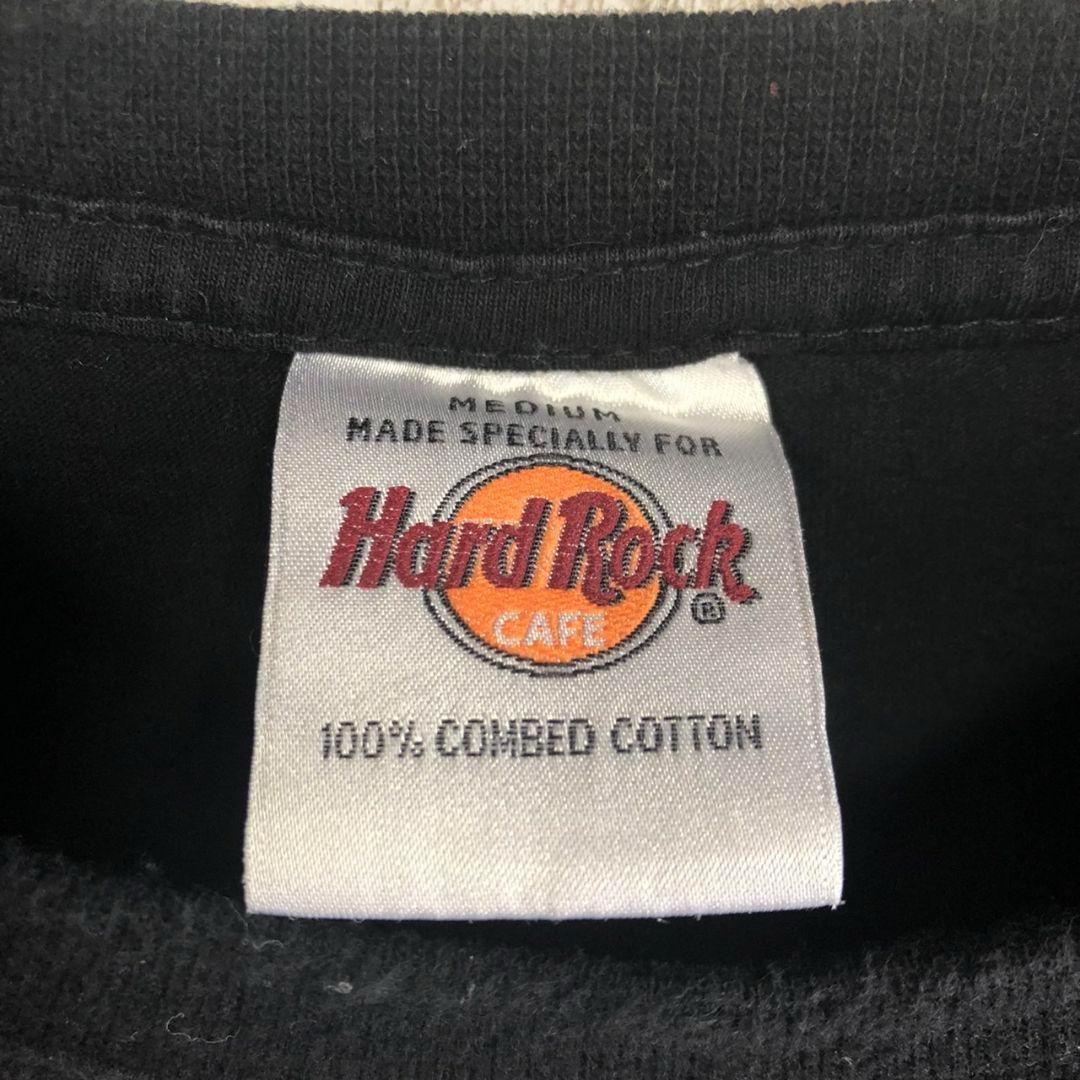 MEDIUM
MADE SPECIALLY FOR
Hard Rock
CAFE
®
100% COMBED COTTON